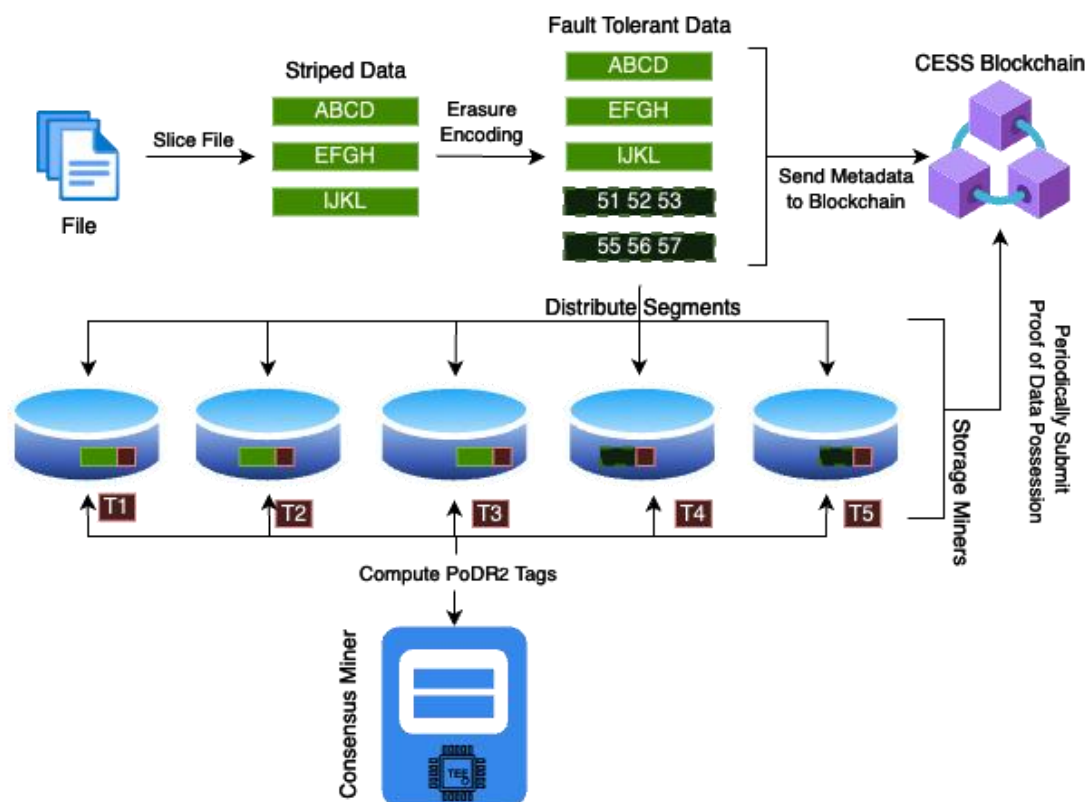 Fault Tolerant Data
Striped Data
CESS Blockchain
ABCD
ABCD
Slice File
Erasure
Encoding
EFGH
EFGH
IJKL
IJKL
Send Metadata
to Blockchain
51 52 53
55 56 57
File
Distribute Segments
Periodically Submit
Proof of Data Possession
Storage Miners
T1
T2
T3
T4
T5
Compute PoDR2 Tags
Consensus Miner
TEE